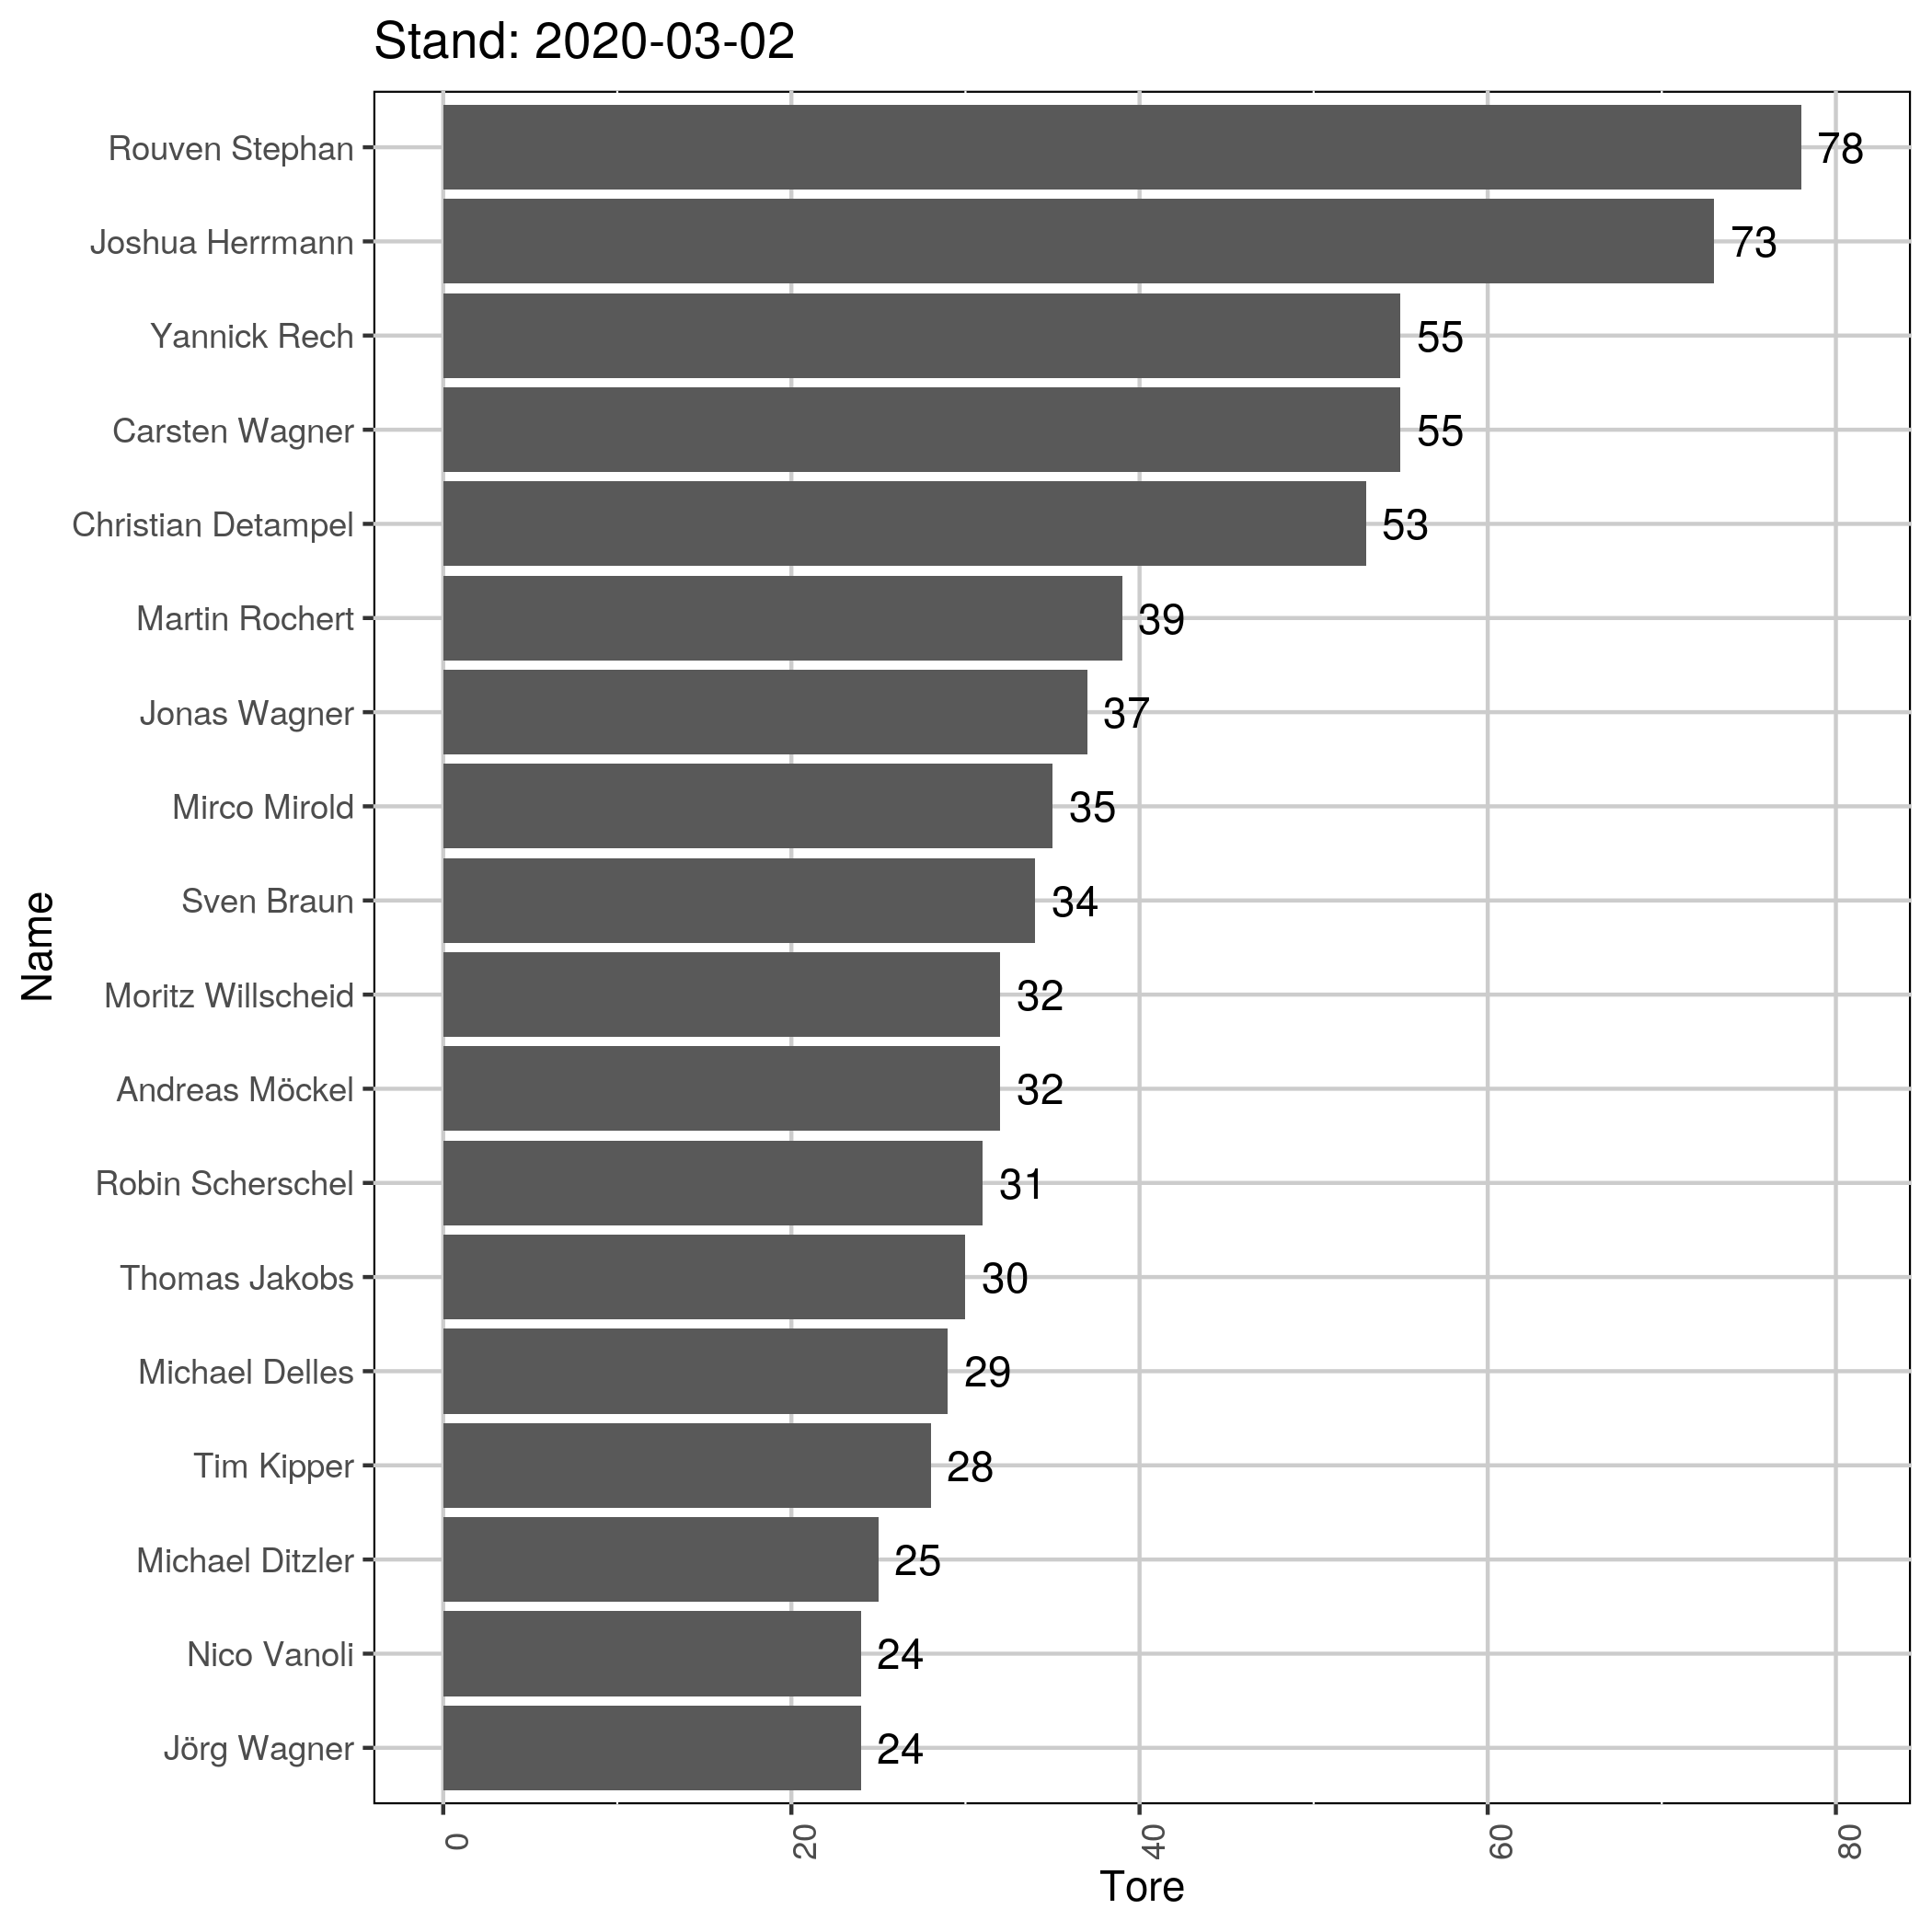 Stand: 2020-03-02
Rouven Stephan 78
Joshua Herrmann 73
Yannick Rech 55
Carsten Wagner 55
Christian Detampel 53
Martin Rochert 39
Jonas Wagner 37
Mirco Mirold 35
Sven Braun 34
Moritz Willscheid 32
Andreas Möckel 32
Robin Scherschel 31
Thomas Jakobs 30
Michael Delles 29
Tim Kipper 28
Michael Ditzler 25
Nico Vanoli 24
Jörg Wagner 24
Name
0 20 40 60 80
Tore